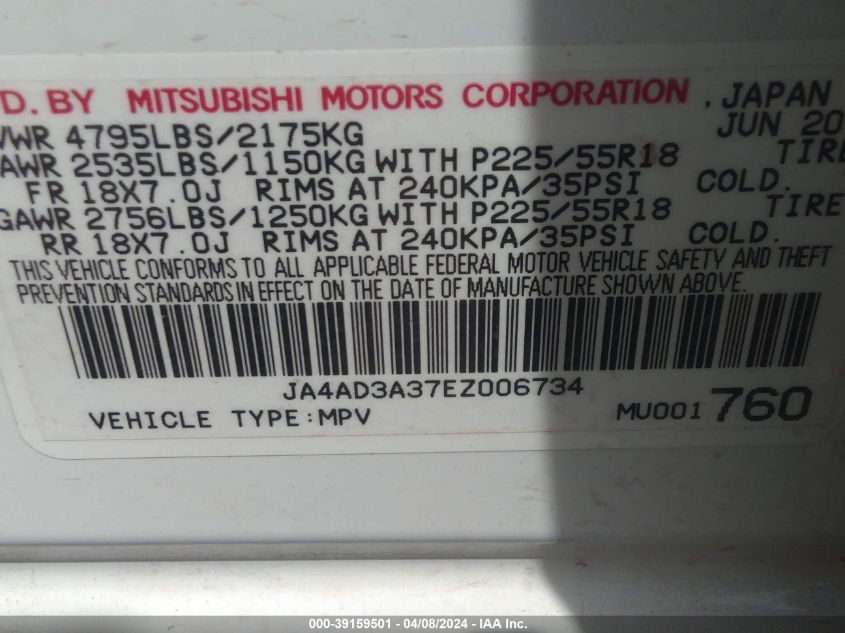 D. BY MITSUBISHI MOTORS CORPORATION , JAPAN
VWR 4795LBS/2175KG JUN 20
AWR 2535LBS/1150KG WITH P225/55R18 TIRE
FR 18X7.0J RIMS AT 240KPA/35PSI COLD.
GAWR 2756LBS/1250KG WITH P225/55R18 TIRE
RR 18X7.0J RIMS AT 240KPA/35PSI COLD.
THIS VEHICLE CONFORMS TO ALL APPLICABLE FEDERAL MOTOR VEHICLE SAFETY AND THEFT
PREVENTION STANDARDS IN EFFECT ON THE DATE OF MANUFACTURE SHOWN ABOVE.
JA4AD3A37EZ006734
VEHICLE TYPE:MPV MU001 760
000-39159501 - 04/08/2024 - IAA Inc.